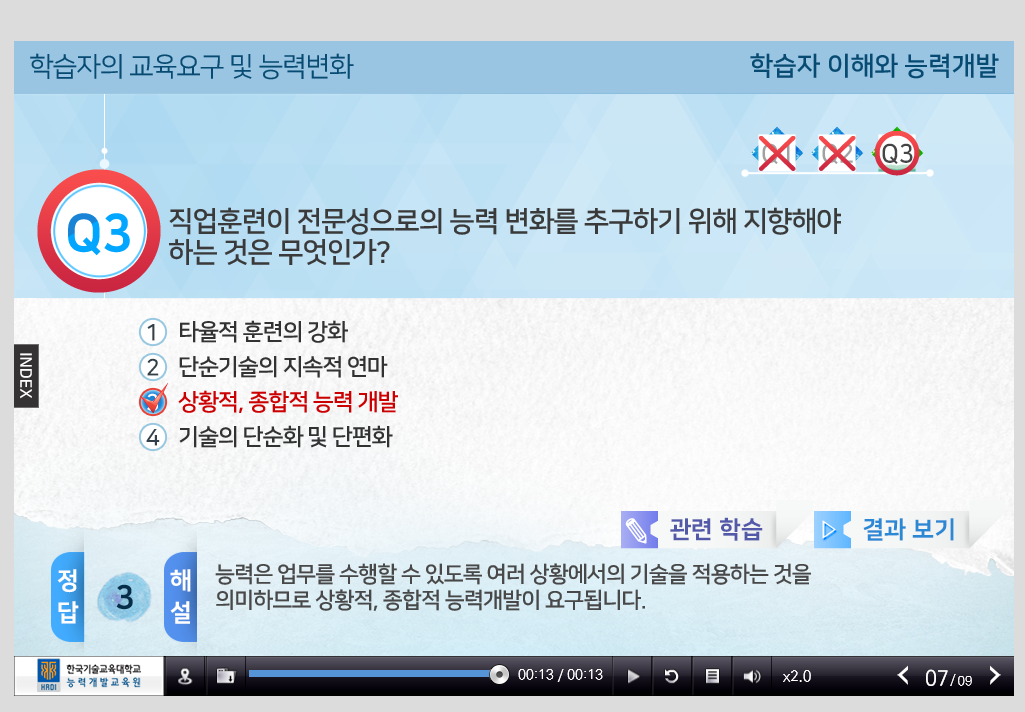 학습자의 교육요구 및 능력변화
학습자 이해와 능력개발
Q1 Q2 Q3
Q3
직업훈련이 전문성으로의 능력 변화를 추구하기 위해 지향해야
하는 것은 무엇인가?
1 타율적 훈련의 강화
2 단순기술의 지속적 연마
상황적, 종합적 능력 개발
4 기술의 단순화 및 단편화
INDEX
관련 학습
결과 보기
정답
3
해설
능력은 업무를 수행할 수 있도록 여러 상황에서의 기술을 적용하는 것을
의미하므로 상황적, 종합적 능력개발이 요구됩니다.
HRDI
한국기술교육대학교
능력개발교육원
00:13 / 00:13
x2.0
07/09